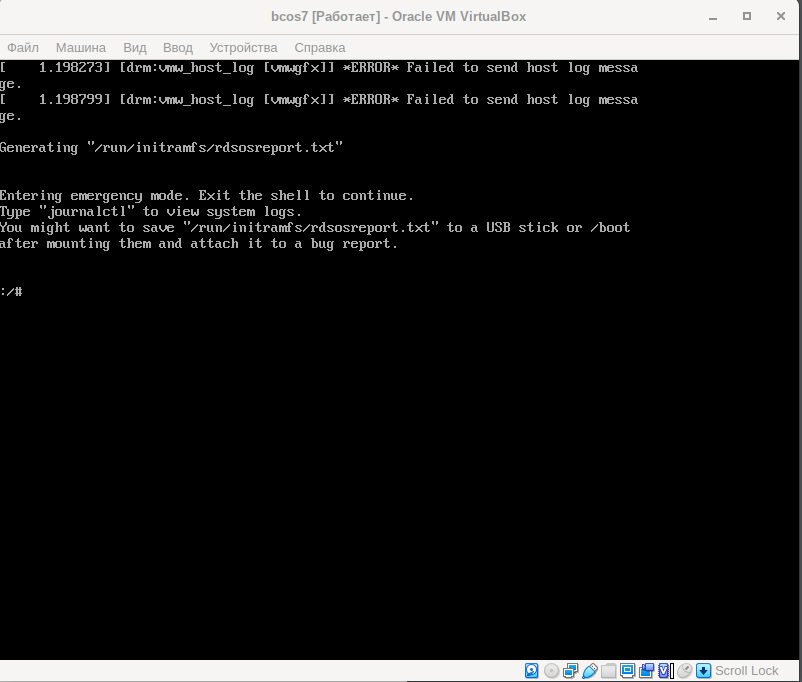 bcos7 [Работает] - Oracle VM VirtualBox
Файл Машина Вид Ввод Устройства Справка
[    1.198273] [drm:vmw_host_log [vmwgfx]] *ERROR* Failed to send host log messa
ge.
[    1.198799] [drm:vmw_host_log [vmwgfx]] *ERROR* Failed to send host log messa
ge.
Generating "/run/initramfs/rdsosreport.txt"
Entering emergency mode. Exit the shell to continue.
Type "journalctl" to view system logs.
You might want to save "/run/initramfs/rdsosreport.txt" to a USB stick or /boot
after mounting them and attach it to a bug report.
:/#
Scroll Lock